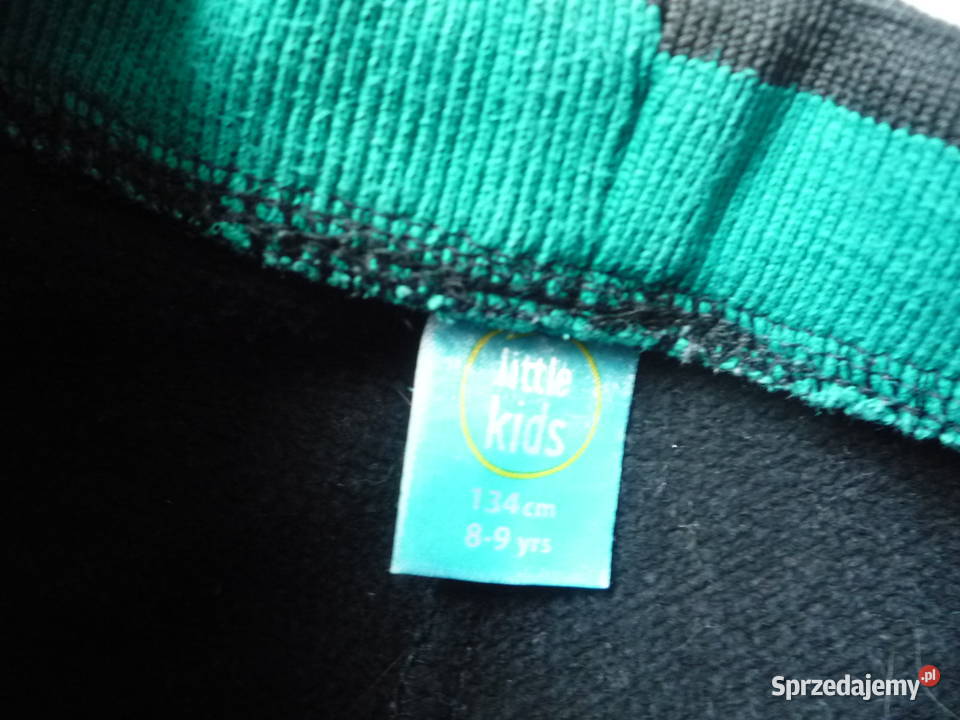 little
kids
134cm
8-9 yrs
Sprzedajemy.pl